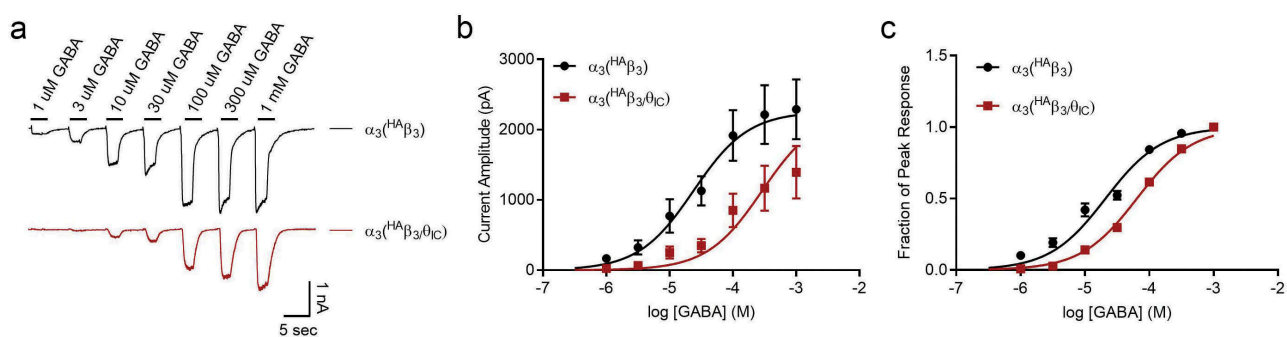 a
1 uM GABA
3 uM GABA
10 uM GABA
30 uM GABA
100 uM GABA
300 uM GABA
1 mM GABA
α3(HAβ3)
α3(HAβ3/θIC)
1 nA
5 sec
b
α3(HAβ3)
α3(HAβ3/θIC)
Current Amplitude (pA)
3000
2000
1000
0
-7 -6 -5 -4 -3 -2
log [GABA] (M)
c
α3(HAβ3)
α3(HAβ3/θIC)
Fraction of Peak Response
1.5
1.0
0.5
0.0
-7 -6 -5 -4 -3 -2
log [GABA] (M)